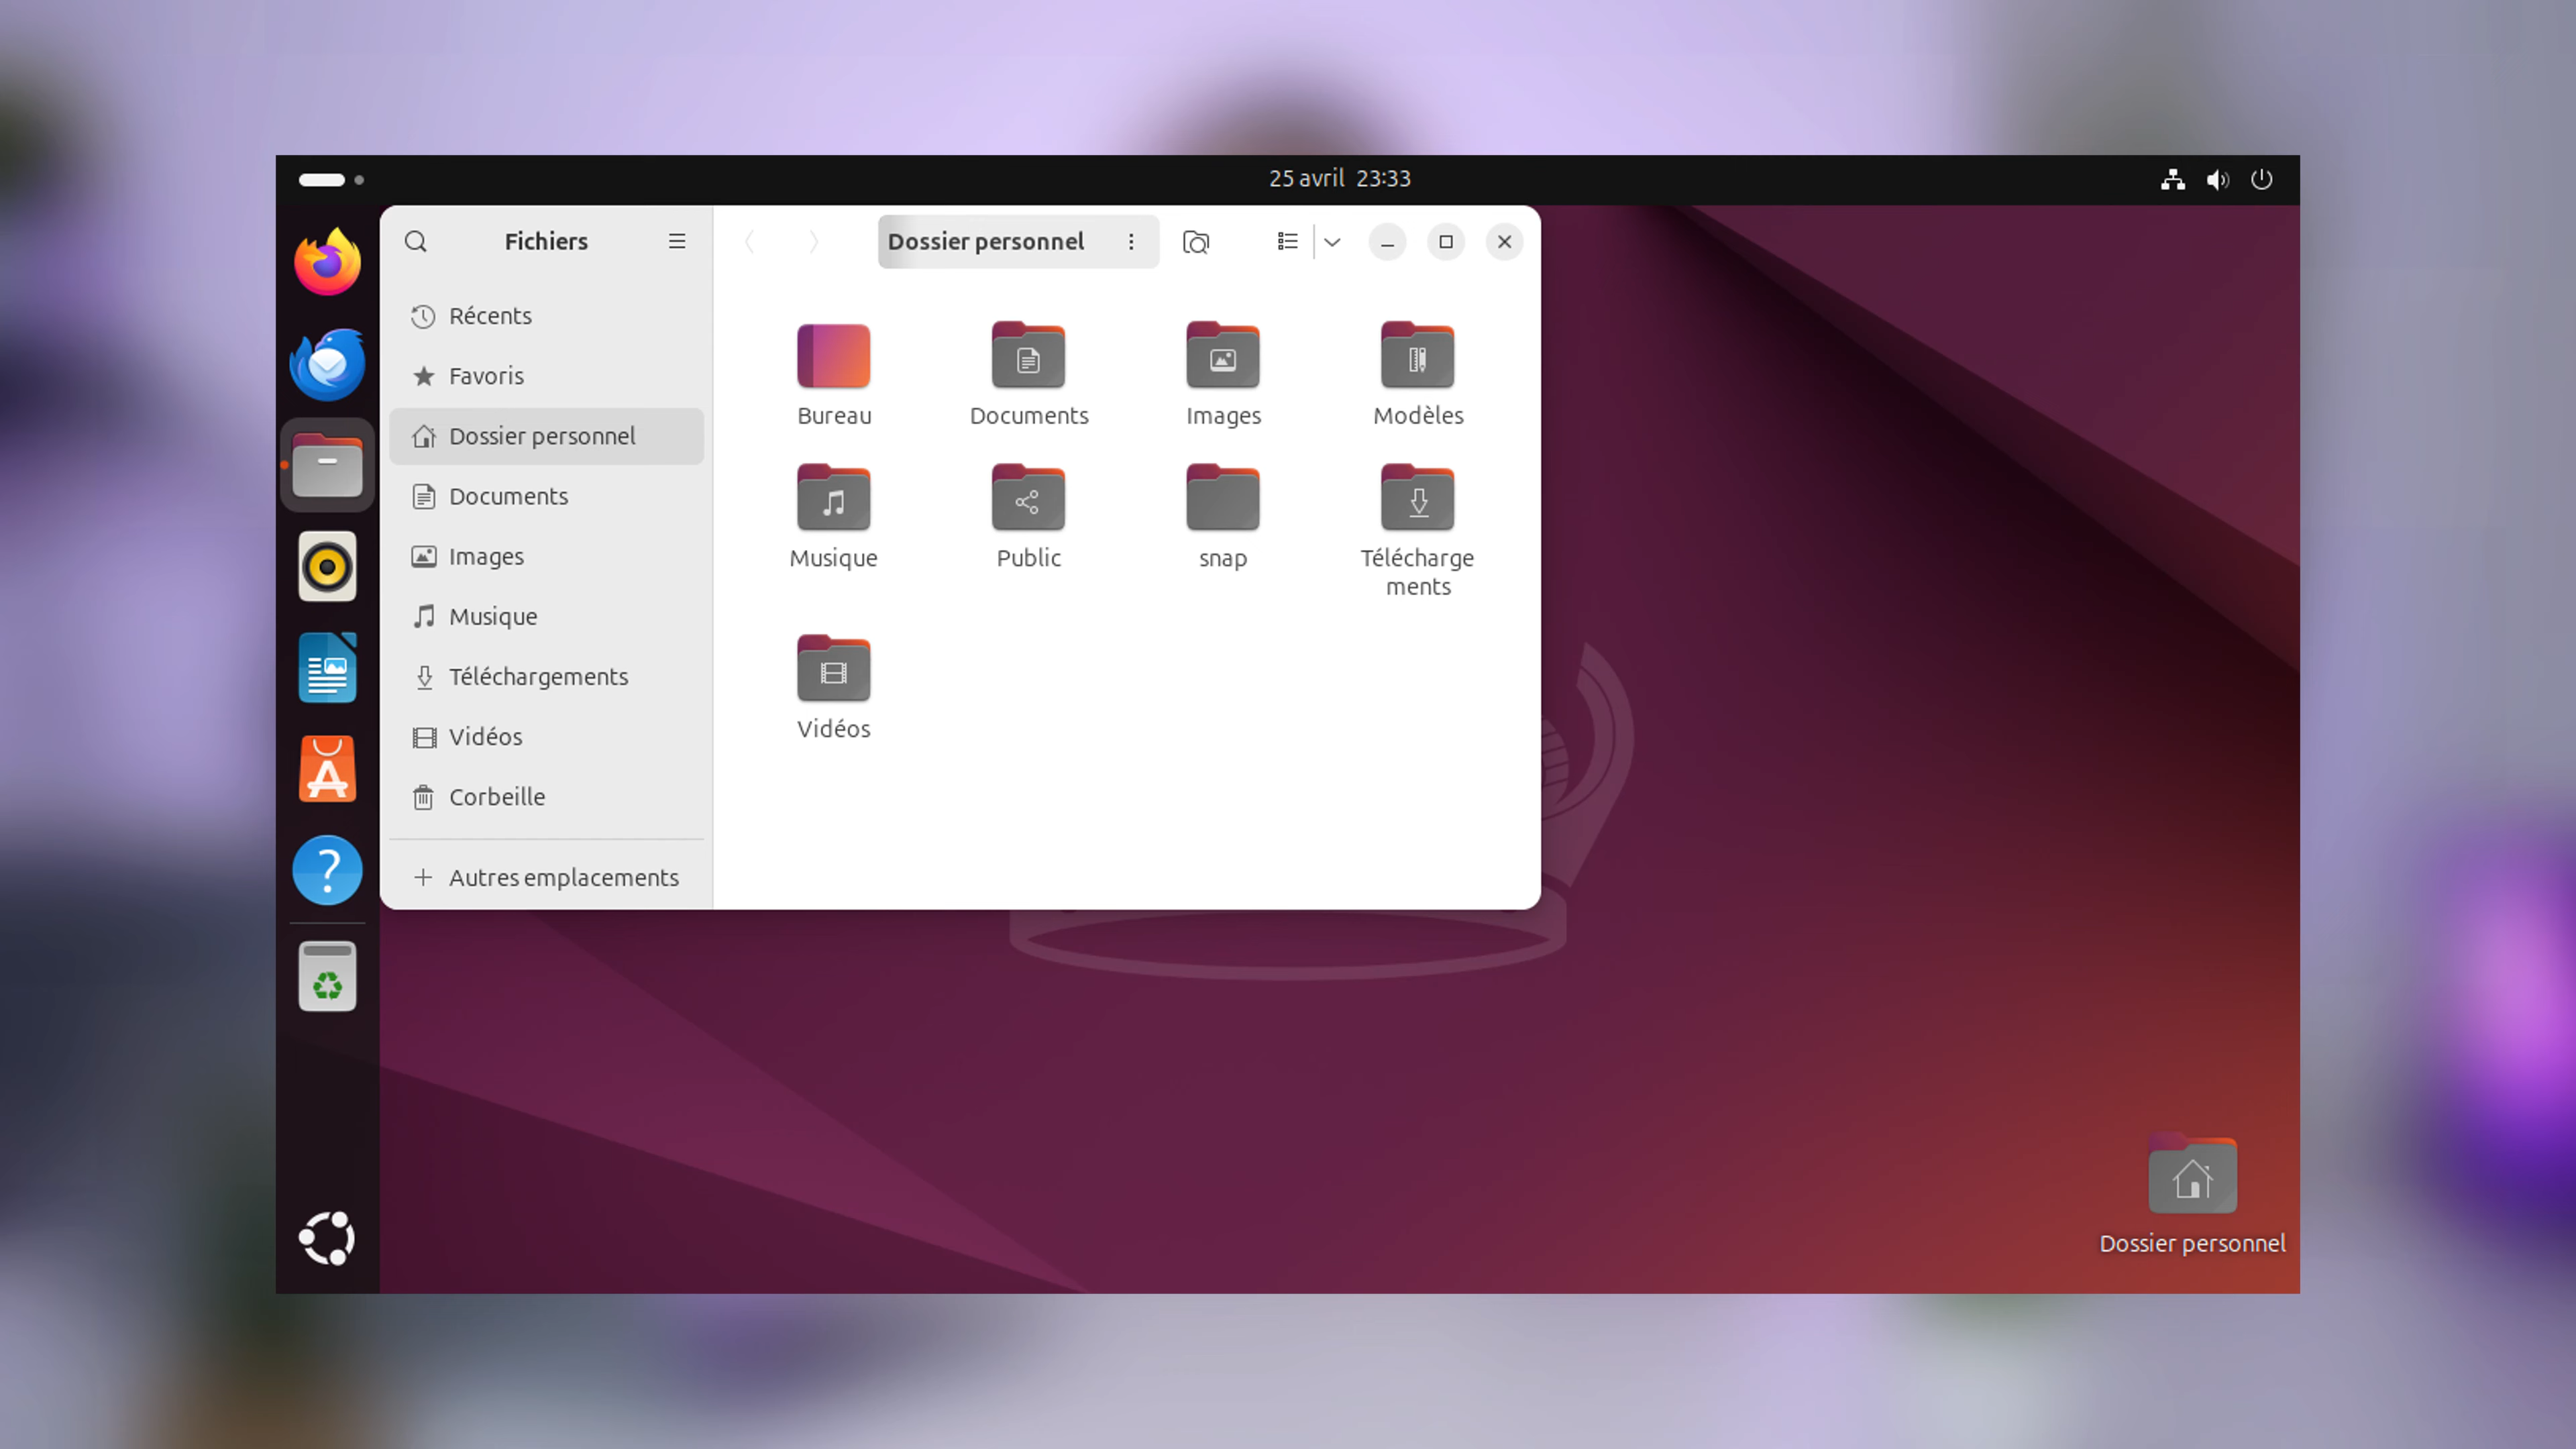 25 avril 23:33
Fichiers
Récents
Favoris
Dossier personnel
Documents
Images
Musique
Téléchargements
Vidéos
Corbeille
Autres emplacements
Dossier personnel
Bureau
Documents
Images
Modèles
Musique
Public
snap
Télécharge
ments
Vidéos
Dossier personnel